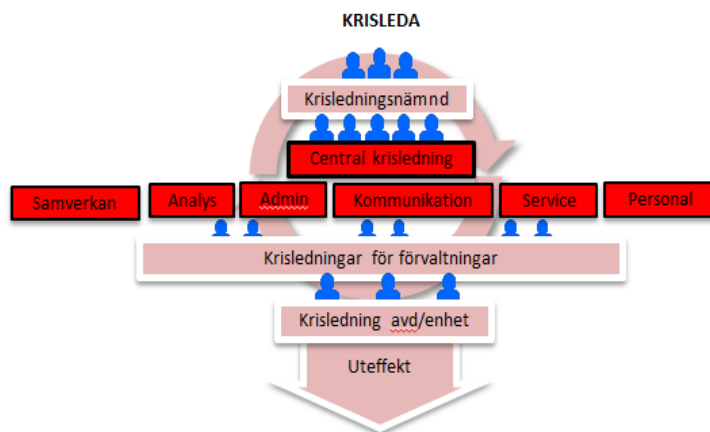 KRISLEDA
Krisledningsnämnd
Central krisledning
Samverkan Analys Admin Kommunikation Service Personal
Krisledningar för förvaltningar
Krisledning avd/enhet
Uteffekt